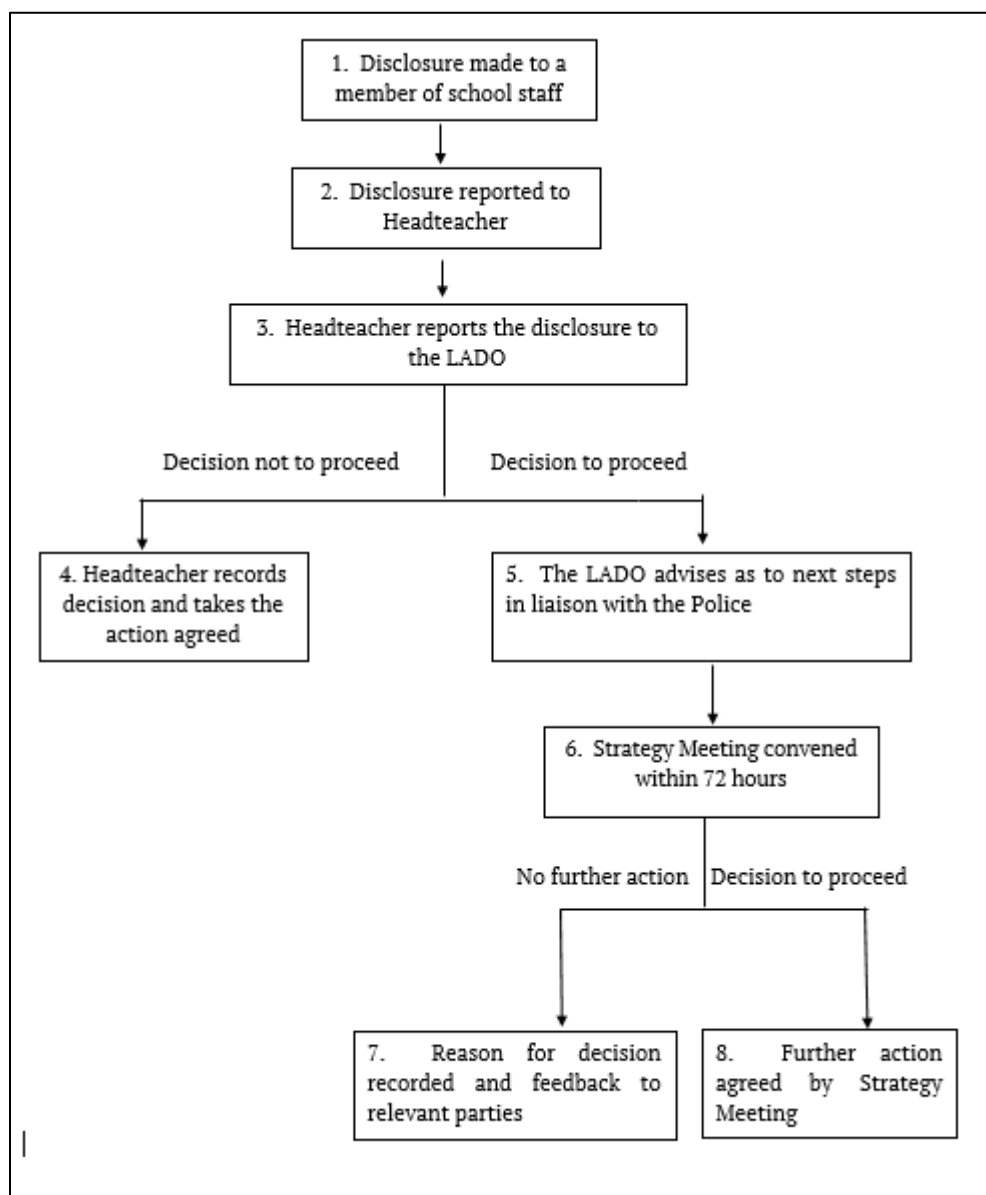 1. Disclosure made to a
member of school staff
2. Disclosure reported to
Headteacher
3. Headteacher reports the disclosure to
the LADO
Decision not to proceed
Decision to proceed
4. Headteacher records
decision and takes the
action agreed
5. The LADO advises as to next steps
in liaison with the Police
6. Strategy Meeting convened
within 72 hours
No further action
Decision to proceed
7. Reason for decision
recorded and feedback to
relevant parties
8. Further action
agreed by Strategy
Meeting